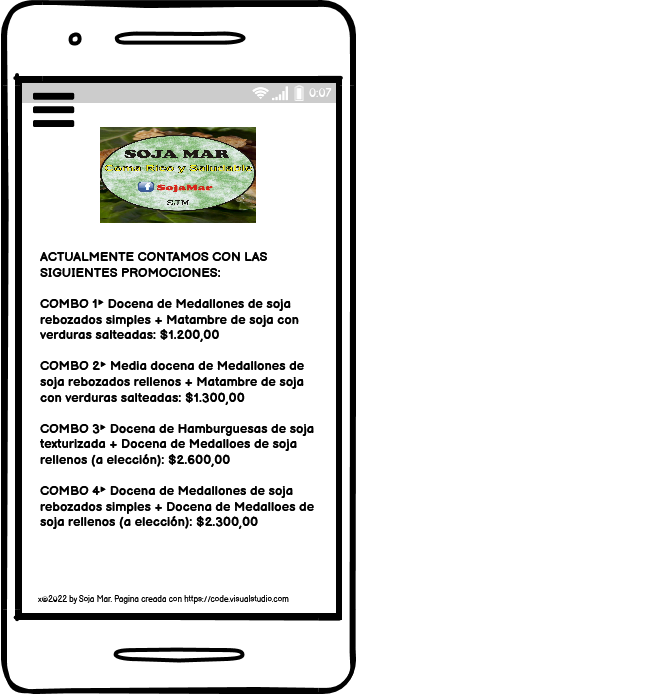 0:07
SOJA MAR
Coma Rico y Saludable
f SojaMar
S.TM
ACTUALMENTE CONTAMOS CON LAS
SIGUIENTES PROMOCIONES:
COMBO 1‣ Docena de Medallones de soja
rebozados simples + Matambre de soja con
verduras salteadas: $1.200,00
COMBO 2‣ Media docena de Medallones de
soja rebozados rellenos + Matambre de soja
con verduras salteadas: $1.300,00
COMBO 3‣ Docena de Hamburguesas de soja
texturizada + Docena de Medalloes de soja
rellenos (a elección): $2.600,00
COMBO 4‣ Docena de Medallones de soja
rebozados simples + Docena de Medalloes de
soja rellenos (a elección): $2.300,00
x@2022 by Soja Mar. Pagina creada con https://code.visualstudio.com